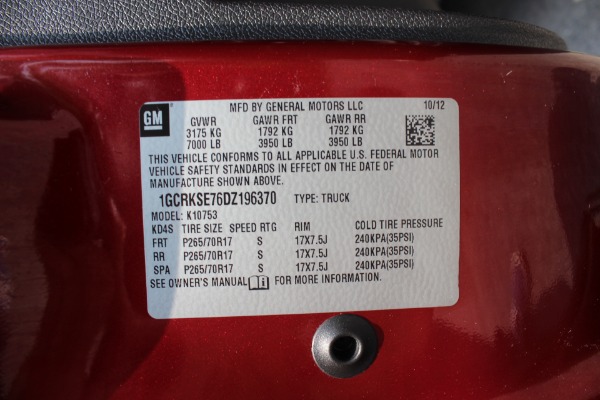 MFD BY GENERAL MOTORS LLC 10/12
GM
GVWR GAWR FRT GAWR RR
3175 KG 1792 KG 1792 KG
7000 LB 3950 LB 3950 LB
THIS VEHICLE CONFORMS TO ALL APPLICABLE U.S. FEDERAL MOTOR
VEHICLE SAFETY STANDARDS IN EFFECT ON THE DATE OF
MANUFACTURE SHOWN ABOVE.
1GCRKSE76DZ196370 TYPE: TRUCK
MODEL: K10753
KD4S TIRE SIZE SPEED RTG RIM COLD TIRE PRESSURE
FRT P265/70R17 S 17X7.5J 240KPA(35PSI)
RR P265/70R17 S 17X7.5J 240KPA(35PSI)
SPA P265/70R17 S 17X7.5J 240KPA(35PSI)
SEE OWNER'S MANUAL FOR MORE INFORMATION.